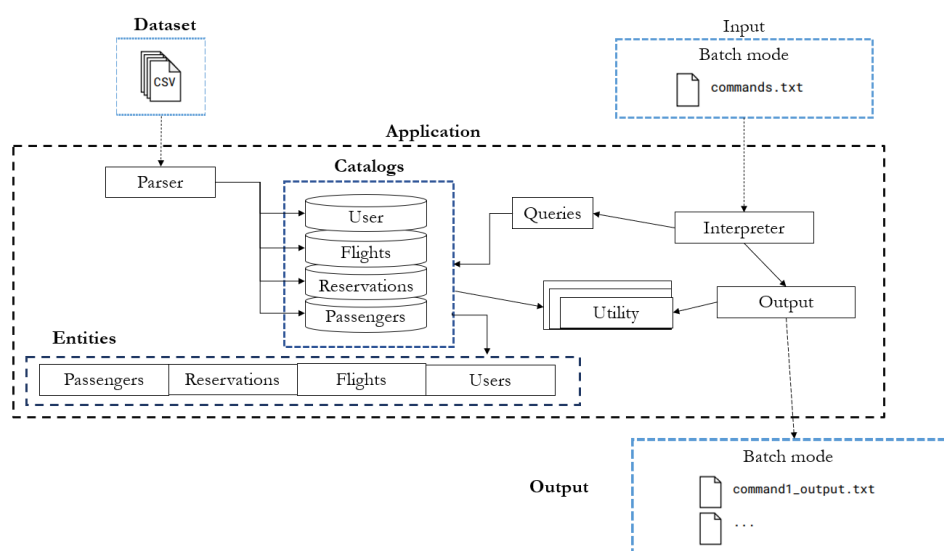 Dataset
CSV
Input
Batch mode
commands.txt
Application
Parser
Catalogs
User
Flights
Reservations
Passengers
Queries
Interpreter
Utility
Output
Entities
Passengers
Reservations
Flights
Users
Output
Batch mode
command1_output.txt
...